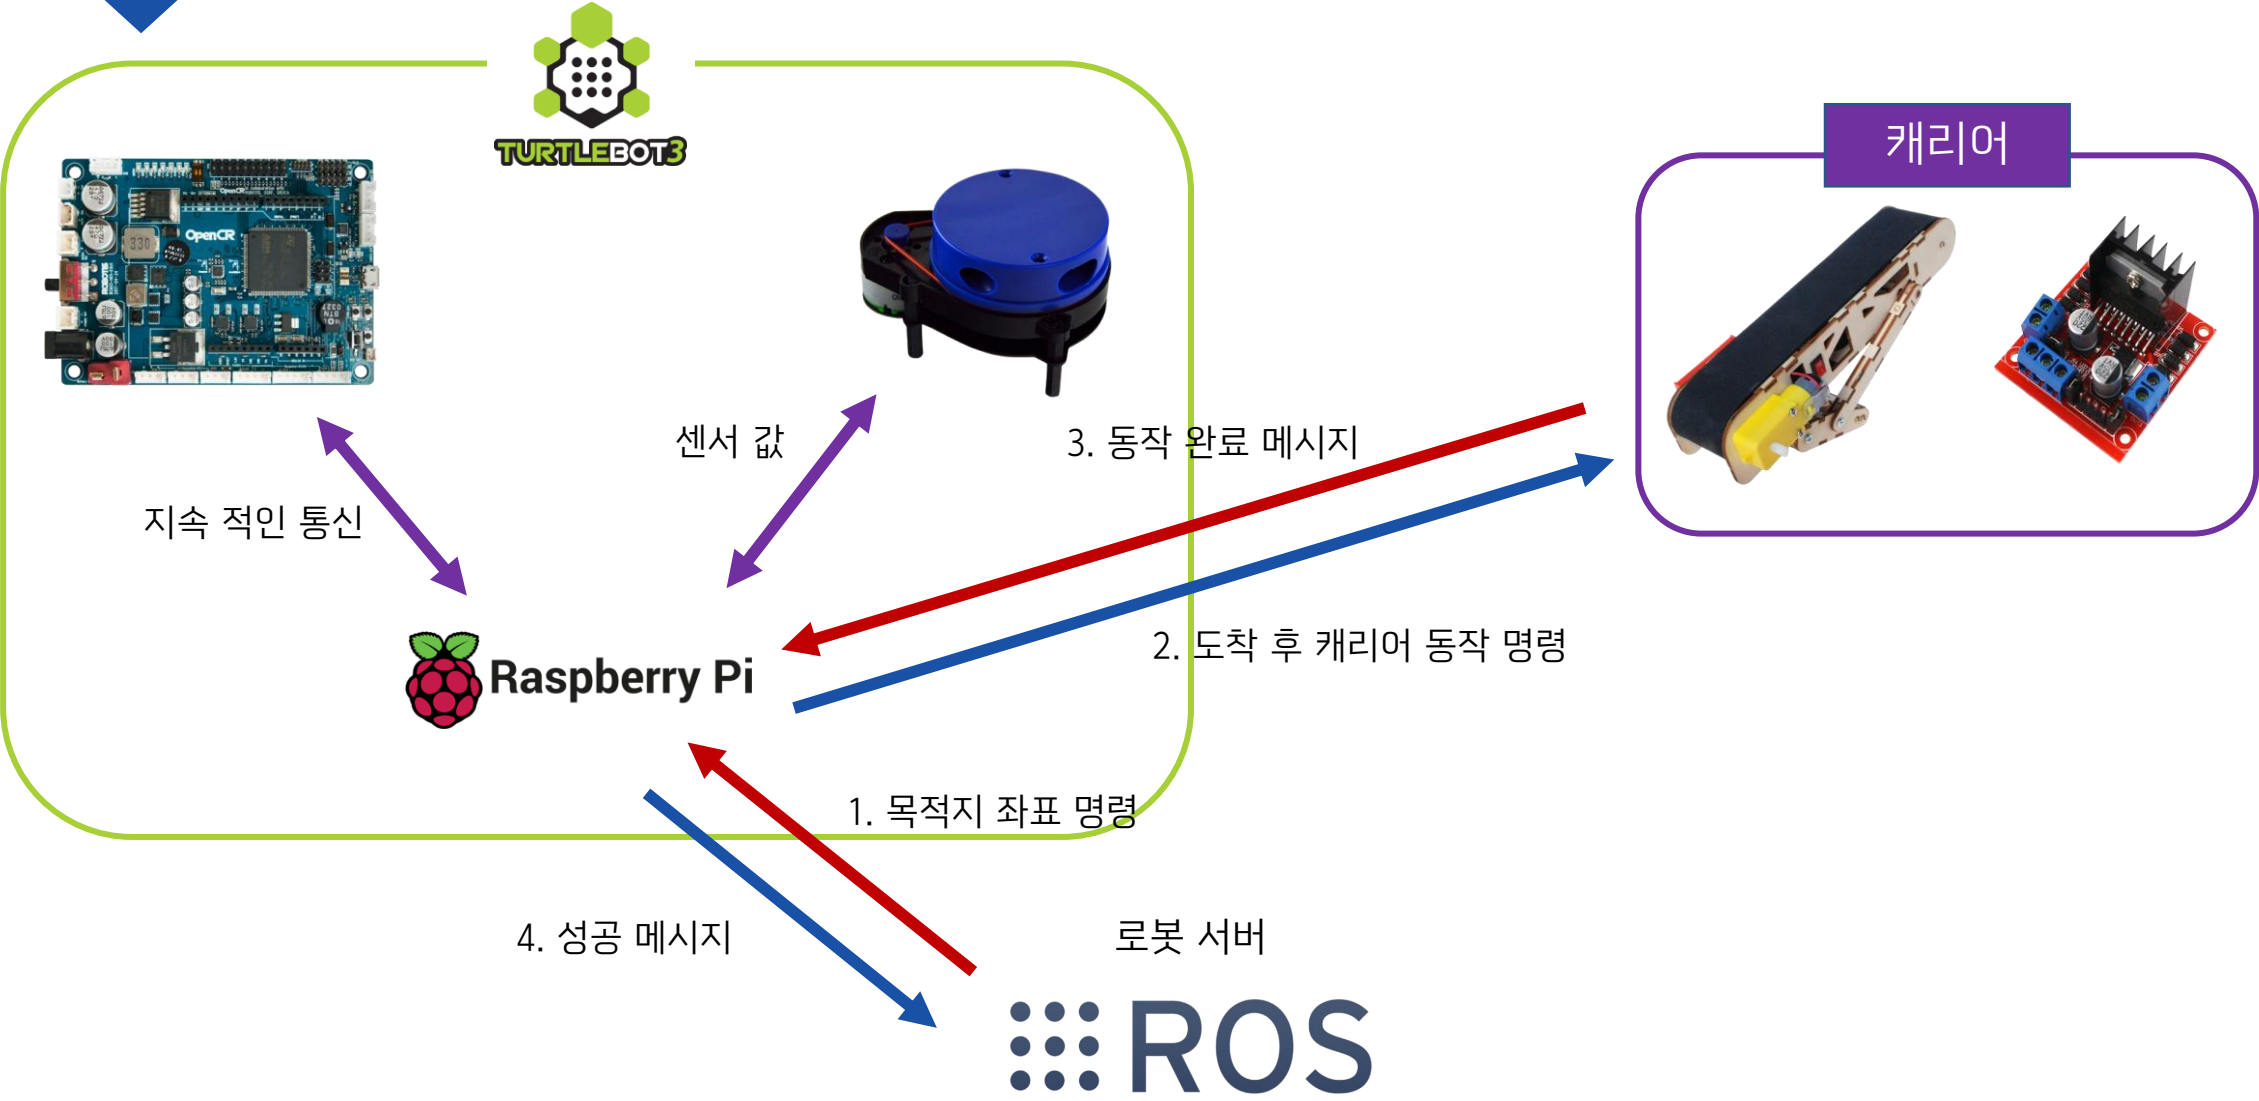 TURTLEBOT3
캐리어
OpenCR
330
센서 값
3. 동작 완료 메시지
지속 적인 통신
2. 도착 후 캐리어 동작 명령
Raspberry Pi
1. 목적지 좌표 명령
4. 성공 메시지
로봇 서버
ROS